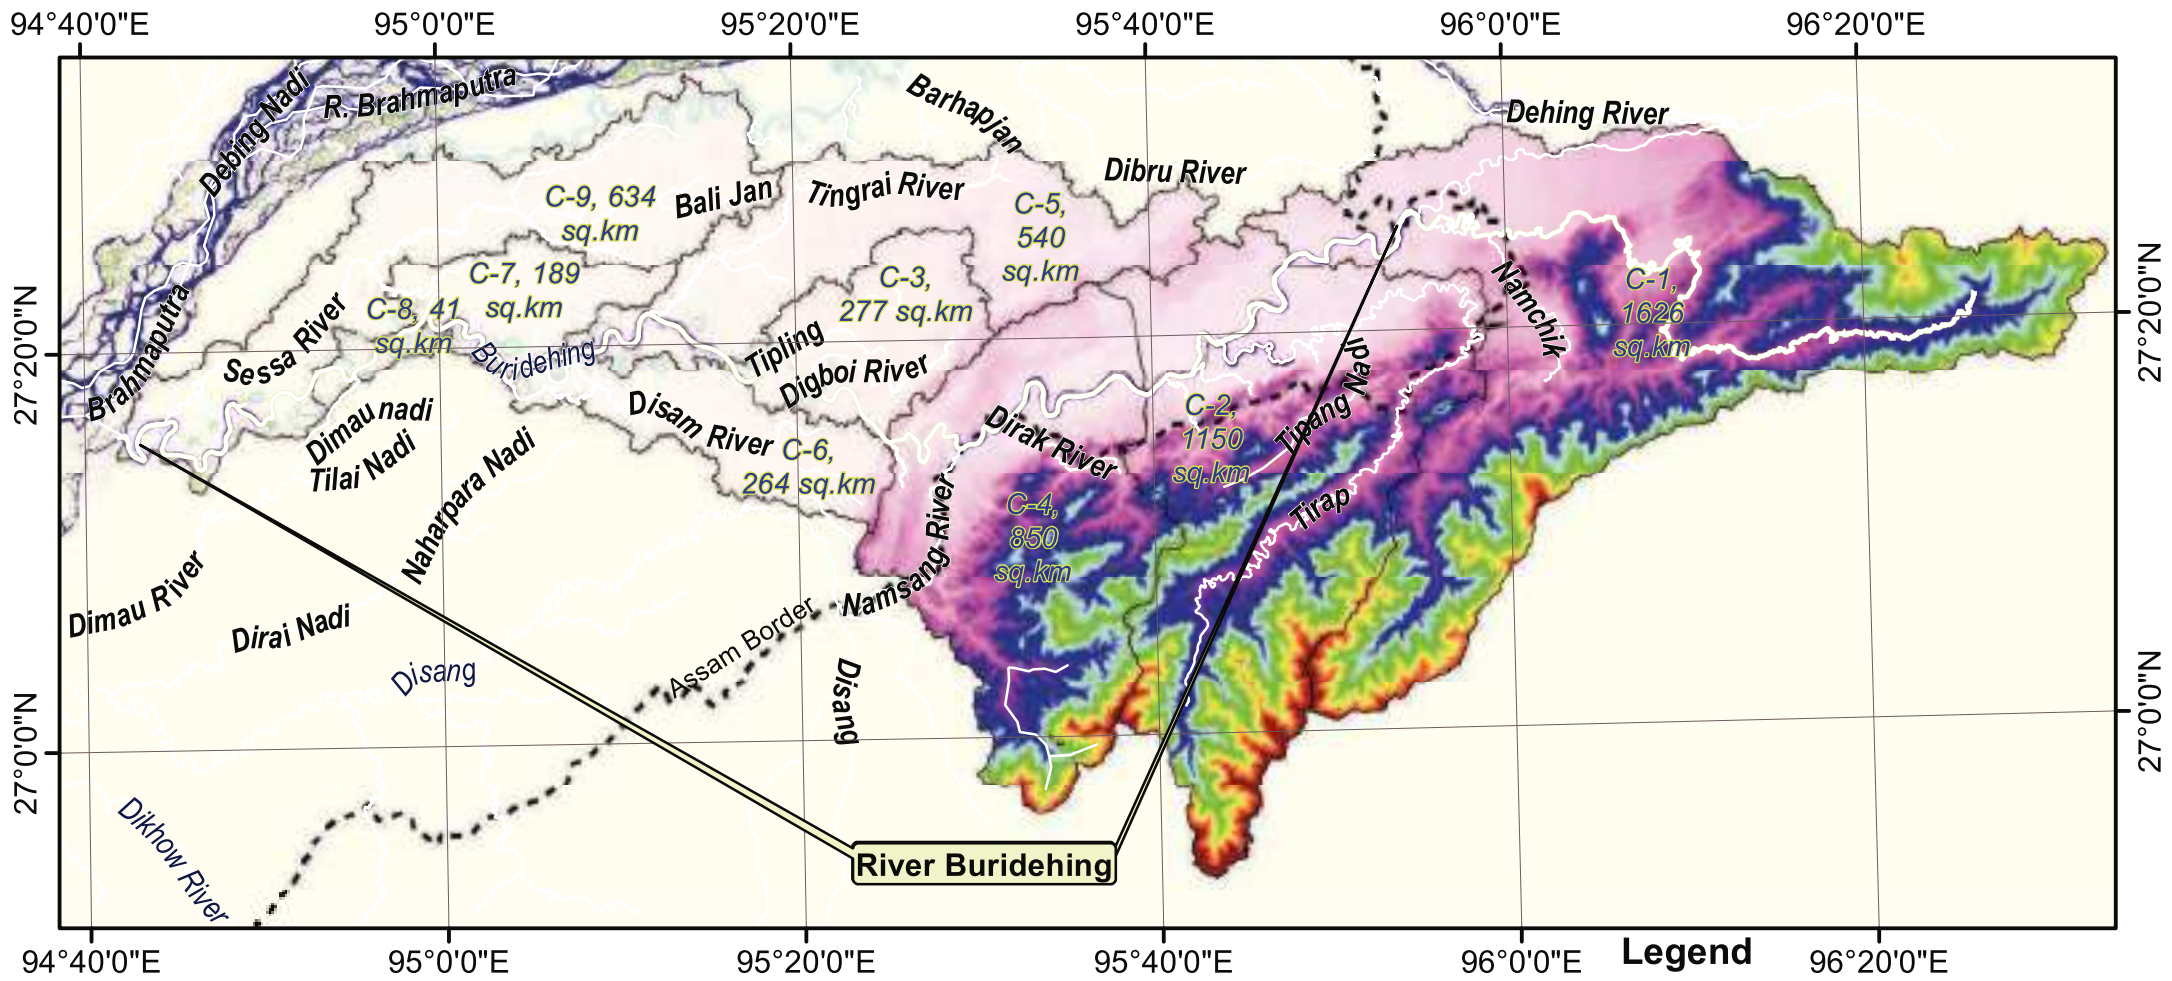 94°40'0"E
95°0'0"E
95°20'0"E
95°40'0"E
96°0'0"E
96°20'0"E
Debing Nadi
R. Brahmaputra
Barhapjan
Dehing River
Dibru River
C-9, 634
sq.km
Bali Jan
Tingrai River
C-5,
540
sq.km
C-7, 189
sq.km
C-3,
277 sq.km
C-8, 41
sq.km
Namchik
C-1,
1626
sq.km
27°20'0"N
27°20'0"N
Brahmaputra
Sessa River
Buridehing
Tipling
Digboi River
Tipang Nadi
Dimau nadi
Tilai Nadi
Naharpara Nadi
Disam River
C-6,
264 sq.km
Dirak River
C-2,
1150
sq.km
C-4,
850
sq.km
Tirap
Namsang River
Dimau R'ver
Dirai Nadi
Disang
Assam Border
Disang
27°0'0"N
27°0'0"N
Dikhow River
River Buridehing
94°40'0"E
95°0'0"E
95°20'0"E
95°40'0"E
96°0'0"E
Legend
96°20'0"E